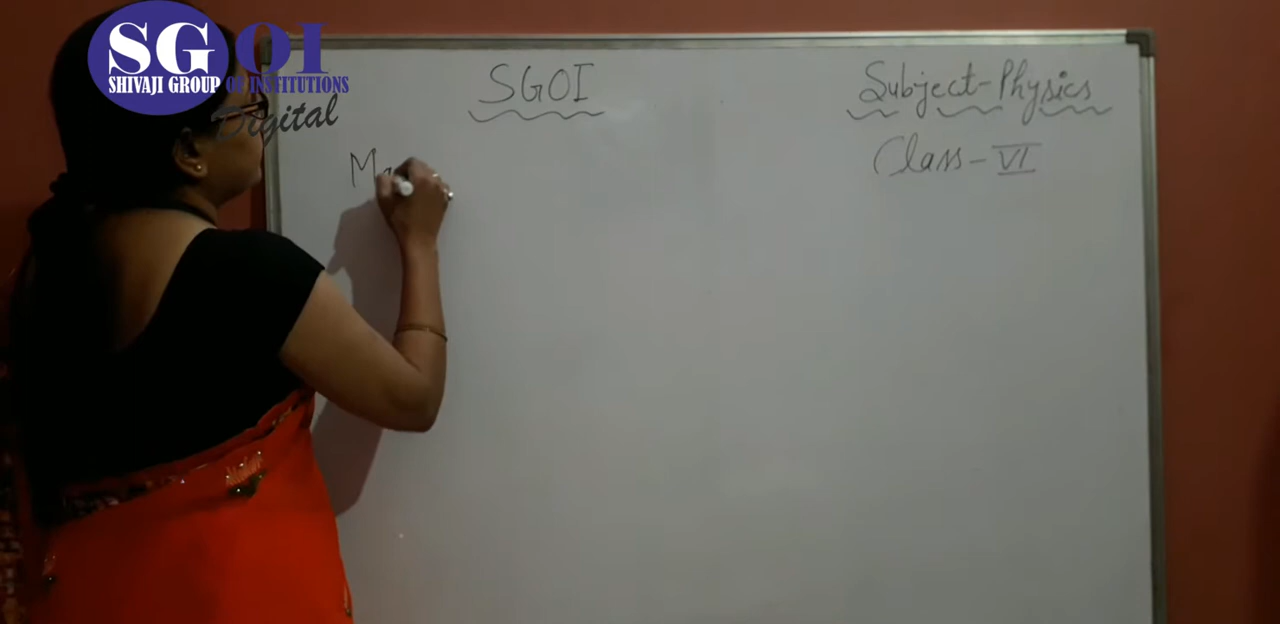 SGOI
SHIVAJI GROUP OF INSTITUTIONS
Digital
SGOI
Subject-Physics
Class-VI